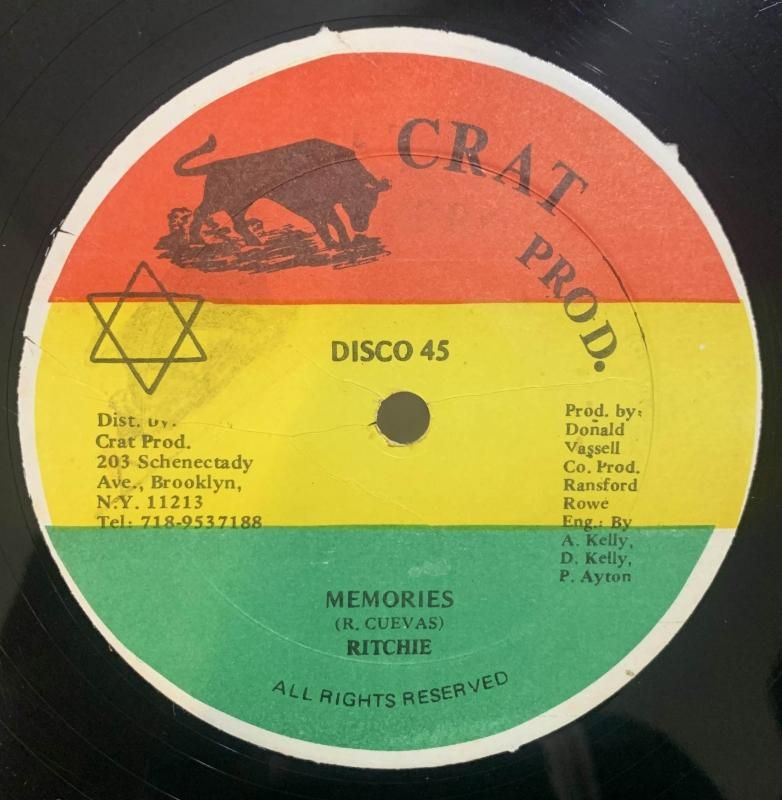 CRAT PROD.
DISCO 45
Dist. by:
Crat Prod.
203 Schenectady
Ave., Brooklyn,
N.Y. 11213
Tel: 718-9537188
Prod. by:
Donald
Vassell
Co. Prod.
Ransford
Rowe
Eng.: By
A. Kelly,
D. Kelly,
P. Ayton
MEMORIES
(R. CUEVAS)
RITCHIE
ALL RIGHTS RESERVED